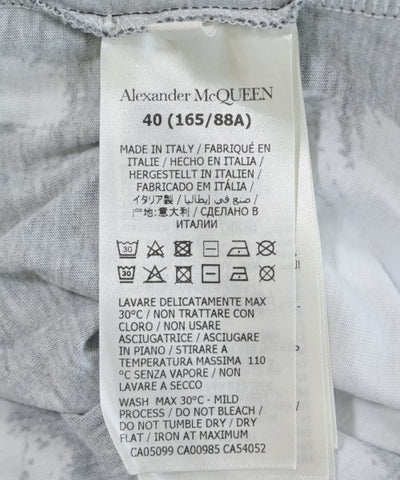 Alexander McQUEEN
40 (165/88A)
MADE IN ITALY / FABRIQUÉ EN
ITALIE / HECHO EN ITALIA /
HERGESTELLT IN ITALIEN /
FABRICADO EM ITÁLIA /
イタリア製 / صنع في إيطاليا /
产地:意大利 / СДЕЛАНО В
ИТАЛИИ
30
30
LAVARE DELICATAMENTE MAX
30°C / NON TRATTARE CON
CLORO / NON USARE
ASCIUGATRICE / ASCIUGARE
IN PIANO / STIRARE A
TEMPERATURA MASSIMA 110
°C SENZA VAPORE / NON
LAVARE A SECCO
WASH MAX 30°C - MILD
PROCESS / DO NOT BLEACH /
DO NOT TUMBLE DRY / DRY
FLAT / IRON AT MAXIMUM
CA05099 CA00985 CA54052